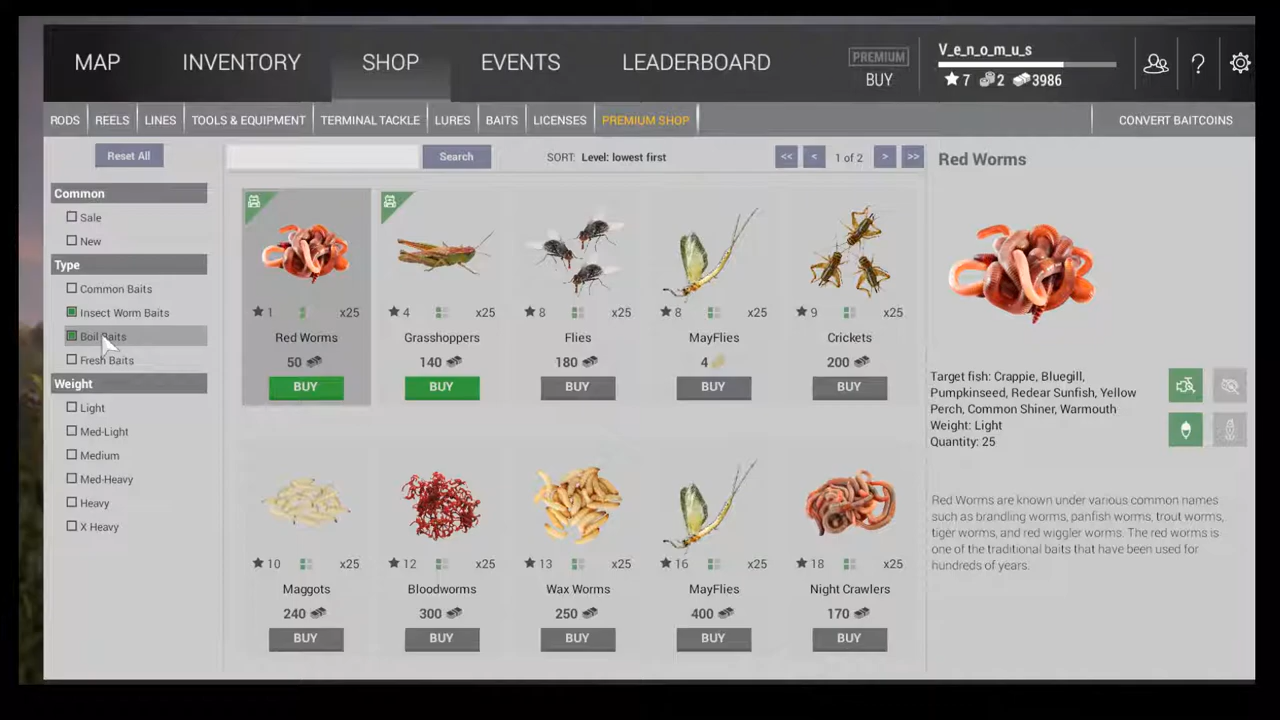 MAP INVENTORY SHOP EVENTS LEADERBOARD
PREMIUM
BUY
V_e_n_o_m_u_s
7 2 3986
?
RODS REELS LINES TOOLS & EQUIPMENT TERMINAL TACKLE LURES BAITS LICENSES PREMIUM SHOP CONVERT BAITCOINS
Reset All
Search
SORT: Level: lowest first
<< < 1 of 2 > >>
Common
Sale
New
Type
Common Baits
Insect Worm Baits
Boil Baits
Fresh Baits
Weight
Light
Med-Light
Medium
Med-Heavy
Heavy
X Heavy
1 x25 4 x25 8 x25 8 x25 9 x25
Red Worms Grasshoppers Flies MayFlies Crickets
50 140 180 4 200
BUY BUY BUY BUY BUY
10 x25 12 x25 13 x25 16 x25 18 x25
Maggots Bloodworms Wax Worms MayFlies Night Crawlers
240 300 250 400 170
BUY BUY BUY BUY BUY
Red Worms
Target fish: Crappie, Bluegill,
Pumpkinseed, Redear Sunfish, Yellow
Perch, Common Shiner, Warmouth
Weight: Light
Quantity: 25
Red Worms are known under various common names
such as brandling worms, panfish worms, trout worms,
tiger worms, and red wiggler worms. The red worms is
one of the traditional baits that have been used for
hundreds of years.